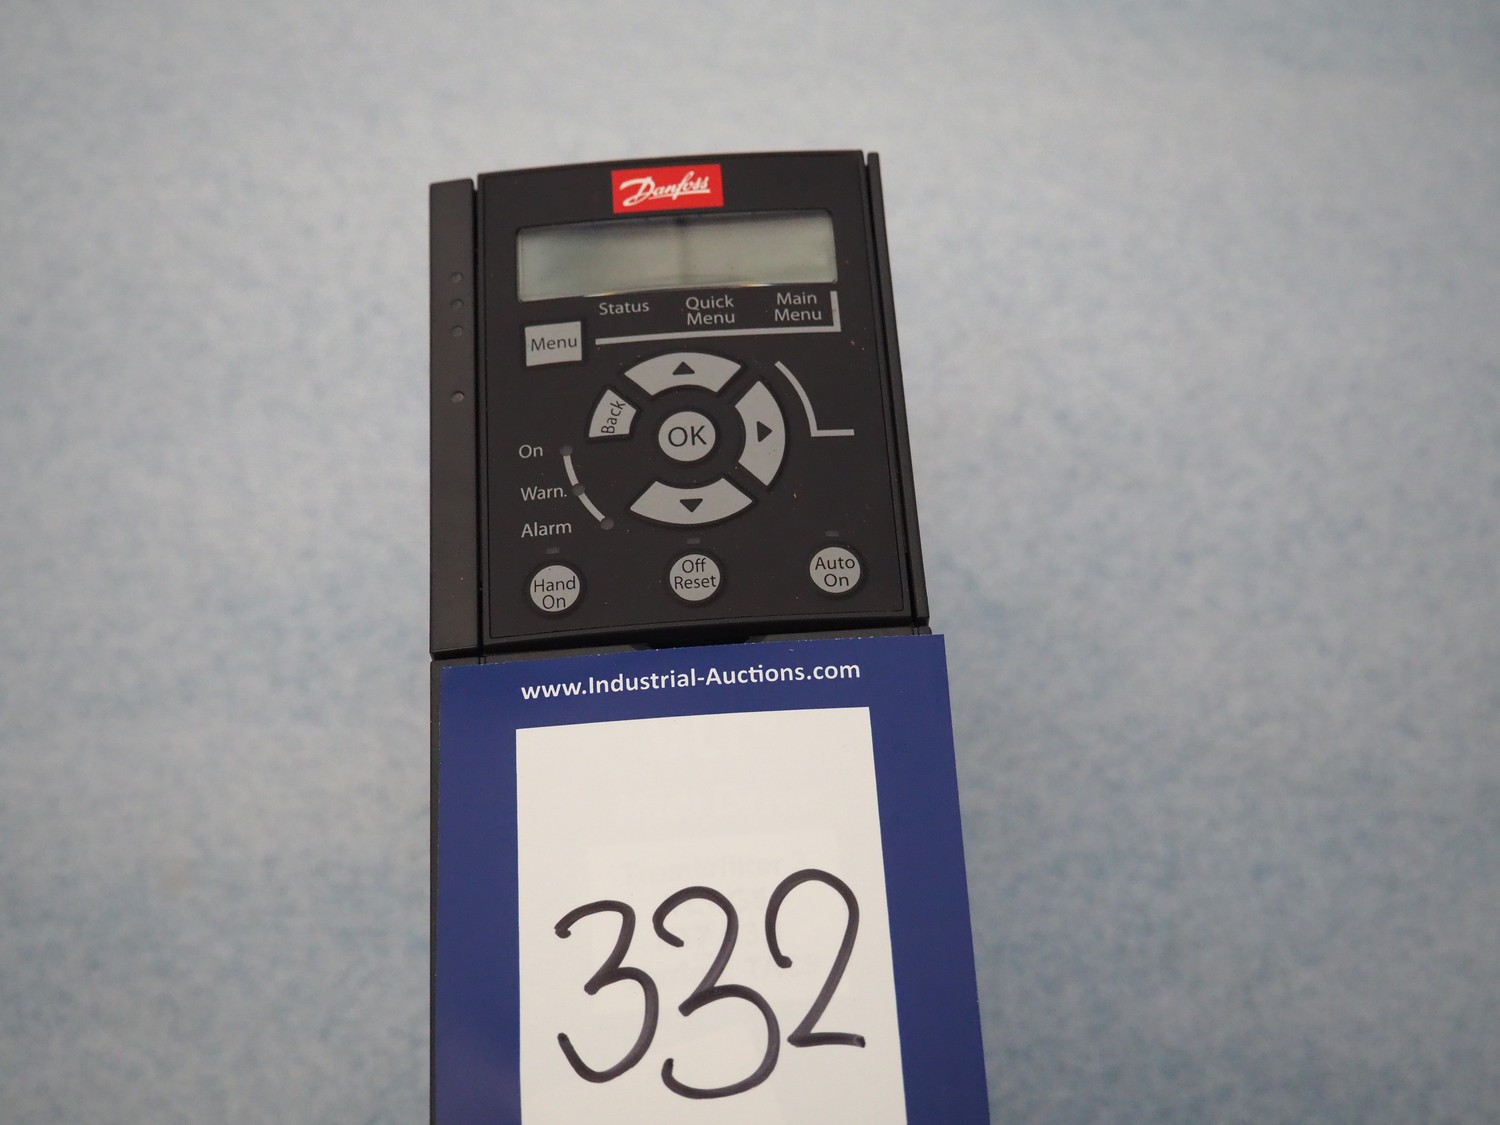 Danfoss
Status Quick Menu Main Menu
Menu
Back
OK
On
Warn.
Alarm
Hand On
Off Reset
Auto On
www.Industrial-Auctions.com
332